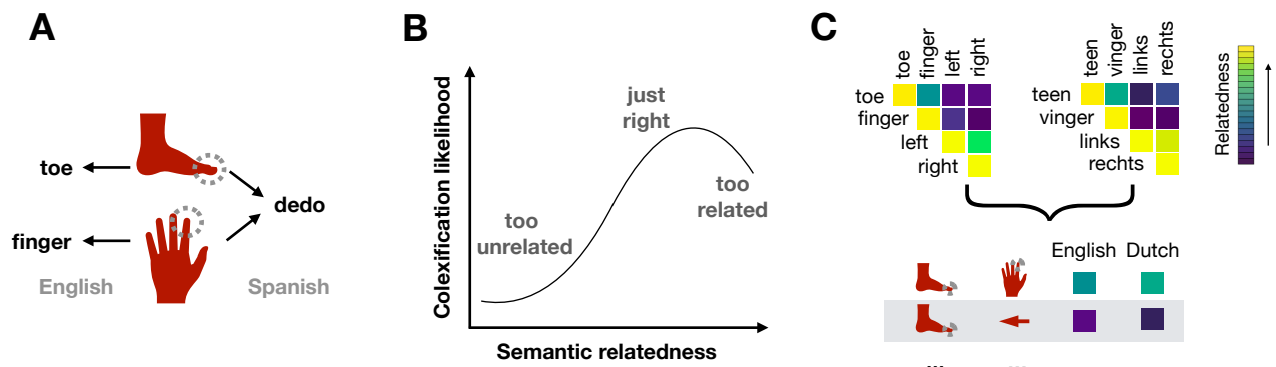 A
toe
dedo
finger
English
Spanish
B
Colexification likelihood
too
unrelated
just
right
too
related
Semantic relatedness
C
toe
finger
left
right
toe
finger
left
right
teen
vinger
links
rechts
teen
vinger
links
rechts
Relatedness
English
Dutch